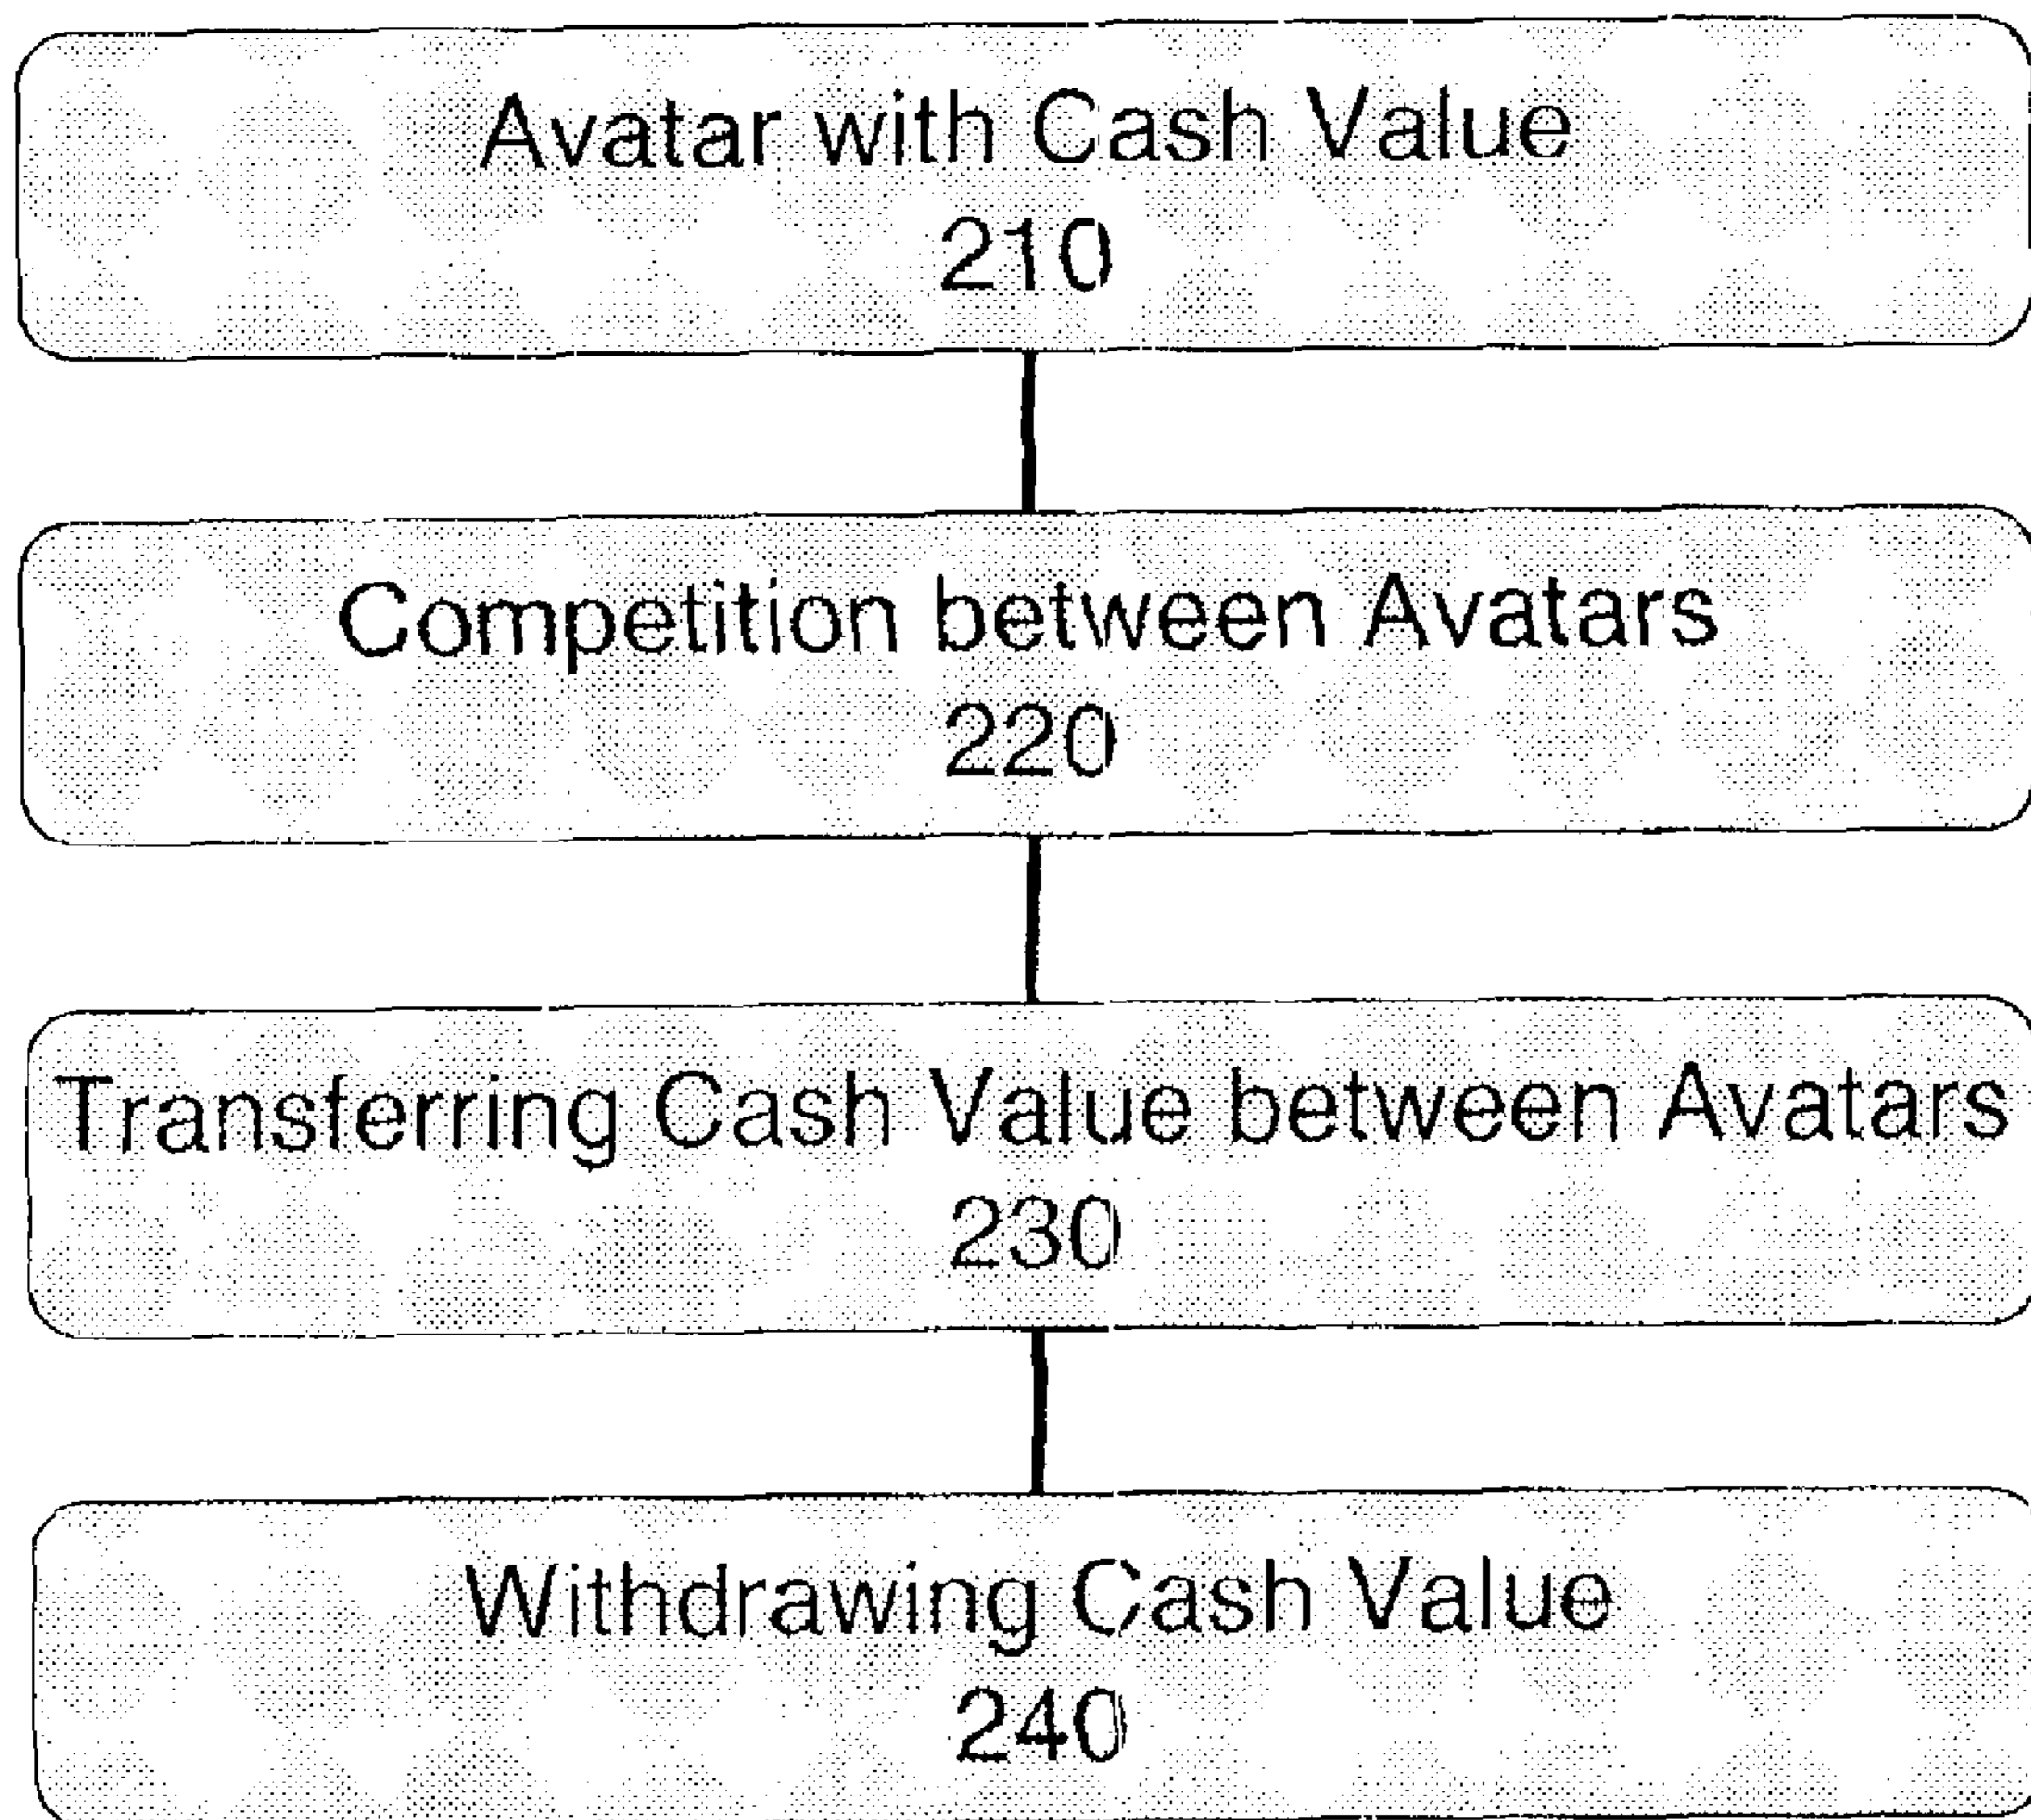 Avatar with Cash Value
210
Competition between Avatars
220
Transferring Cash Value between Avatars
230
Withdrawing Cash Value
240